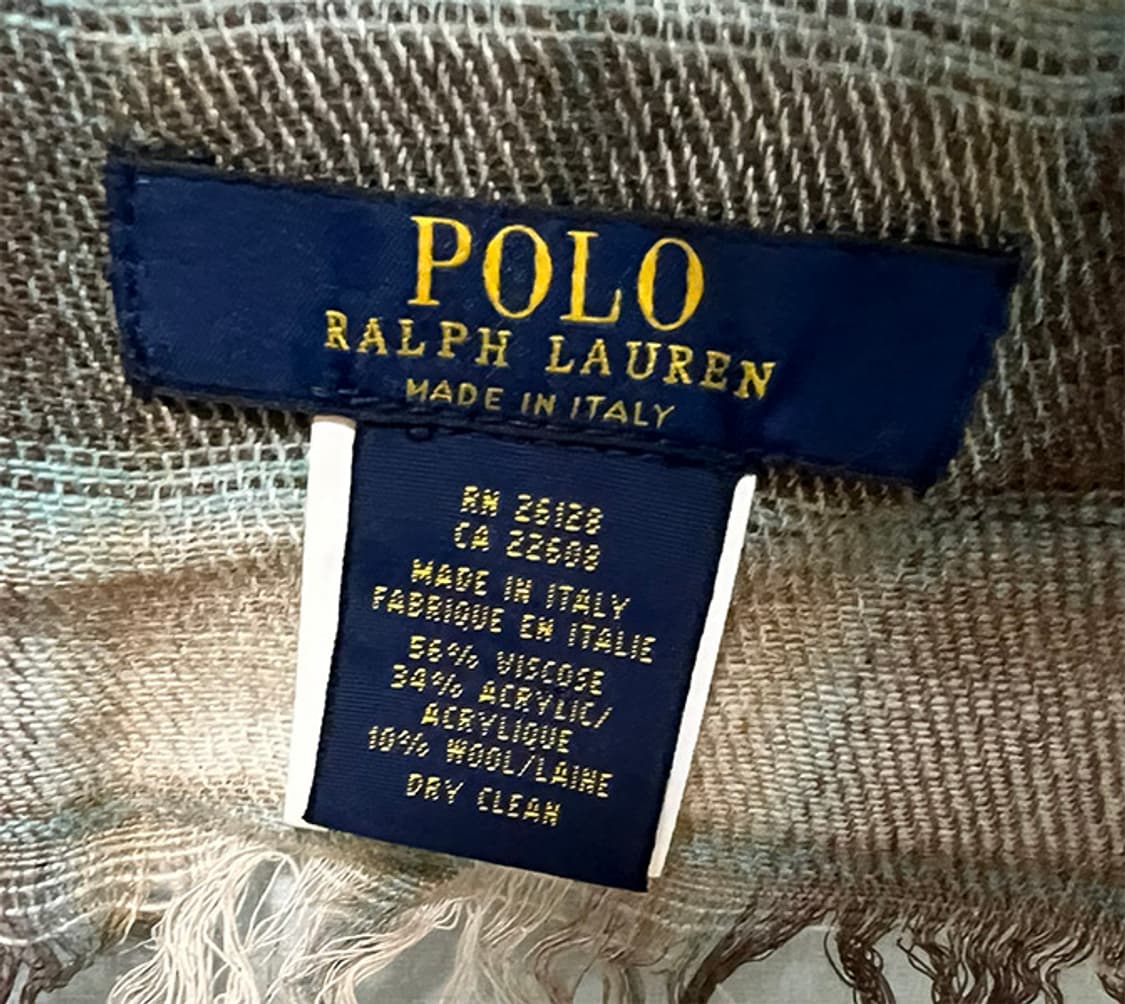 POLO
RALPH LAUREN
MADE IN ITALY
RN 26128
CA 22608
MADE IN ITALY
FABRIQUE EN ITALIE
56% VISCOSE
34% ACRYLIC/
ACRYLIQUE
10% WOOL/LAINE
DRY CLEAN